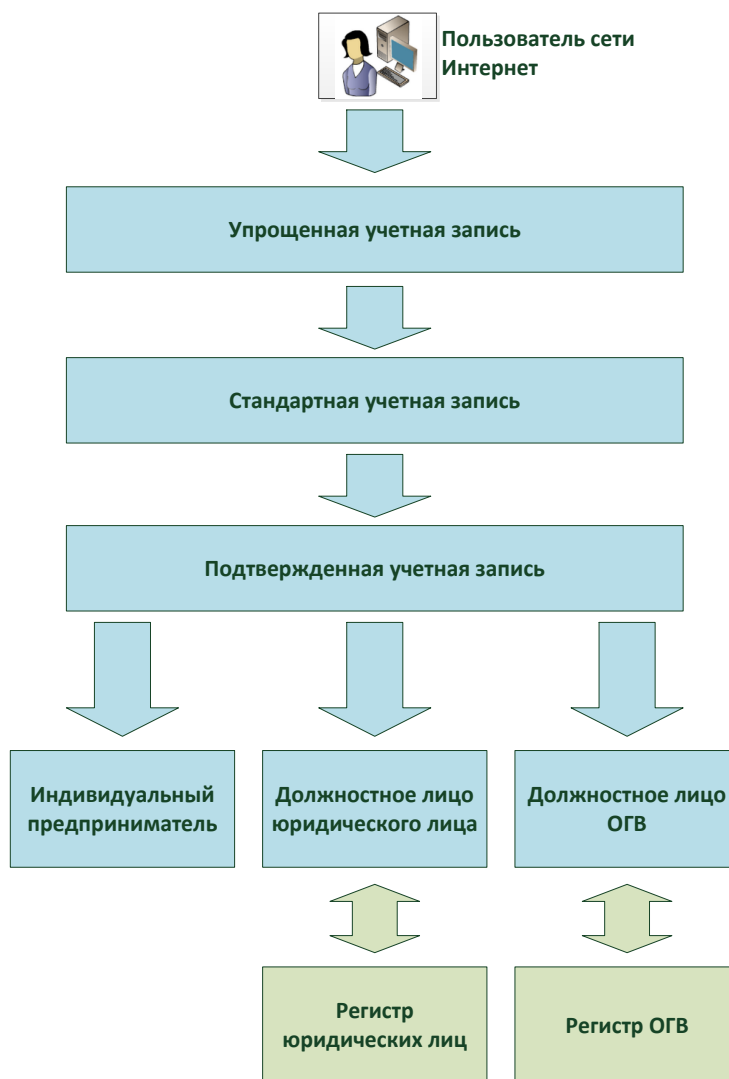 Пользователь сети
Интернет
Упрощенная учетная запись
Стандартная учетная запись
Подтвержденная учетная запись
Индивидуальный
предприниматель
Должностное лицо
юридического лица
Должностное лицо
ОГВ
Регистр
юридических лиц
Регистр ОГВ